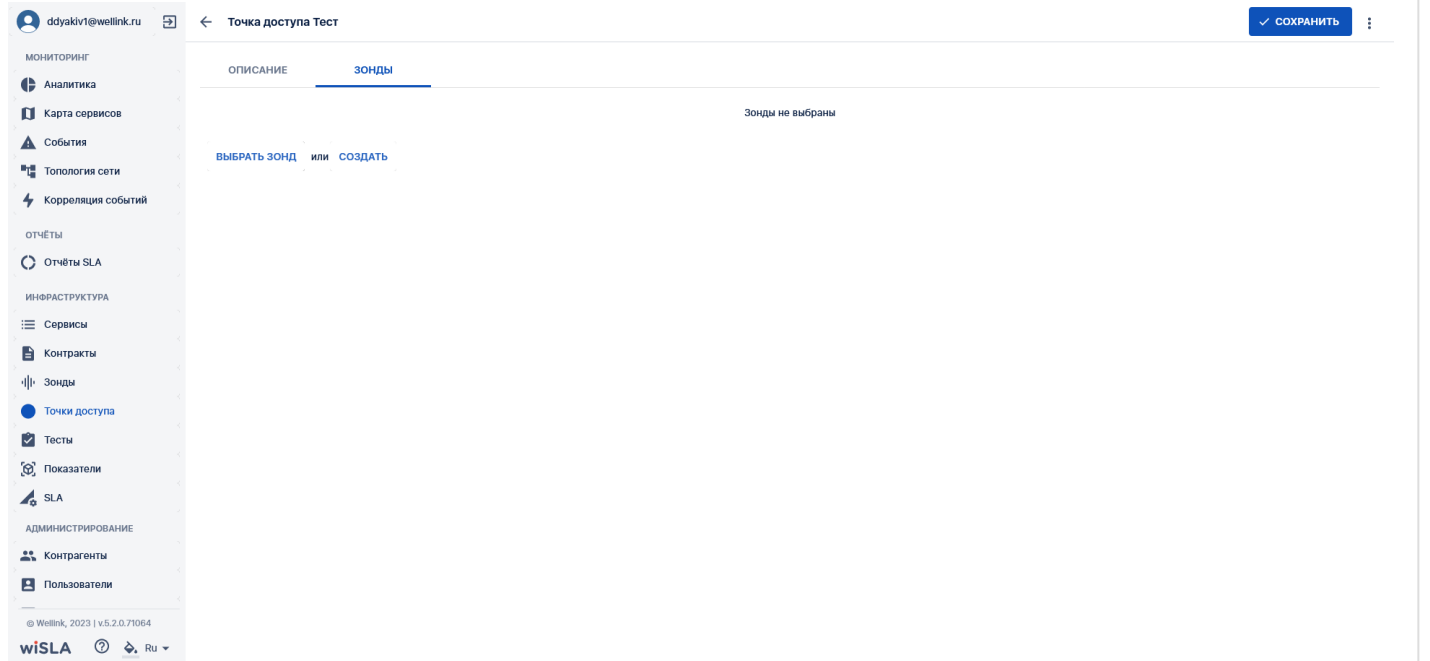 ddyakiv1@wellink.ru
Точка доступа Тест
СОХРАНИТЬ
МОНИТОРИНГ
Аналитика
Карта сервисов
События
Топология сети
Корреляция событий
ОТЧЁТЫ
Отчёты SLA
ИНФРАСТРУКТУРА
Сервисы
Контракты
Зонды
Точки доступа
Тесты
Показатели
SLA
АДМИНИСТРИРОВАНИЕ
Контрагенты
Пользователи
© Wellink, 2023 | v.5.2.0.71064
wiSLA
Ru
ОПИСАНИЕ ЗОНДЫ
Зонды не выбраны
ВЫБРАТЬ ЗОНД или СОЗДАТЬ